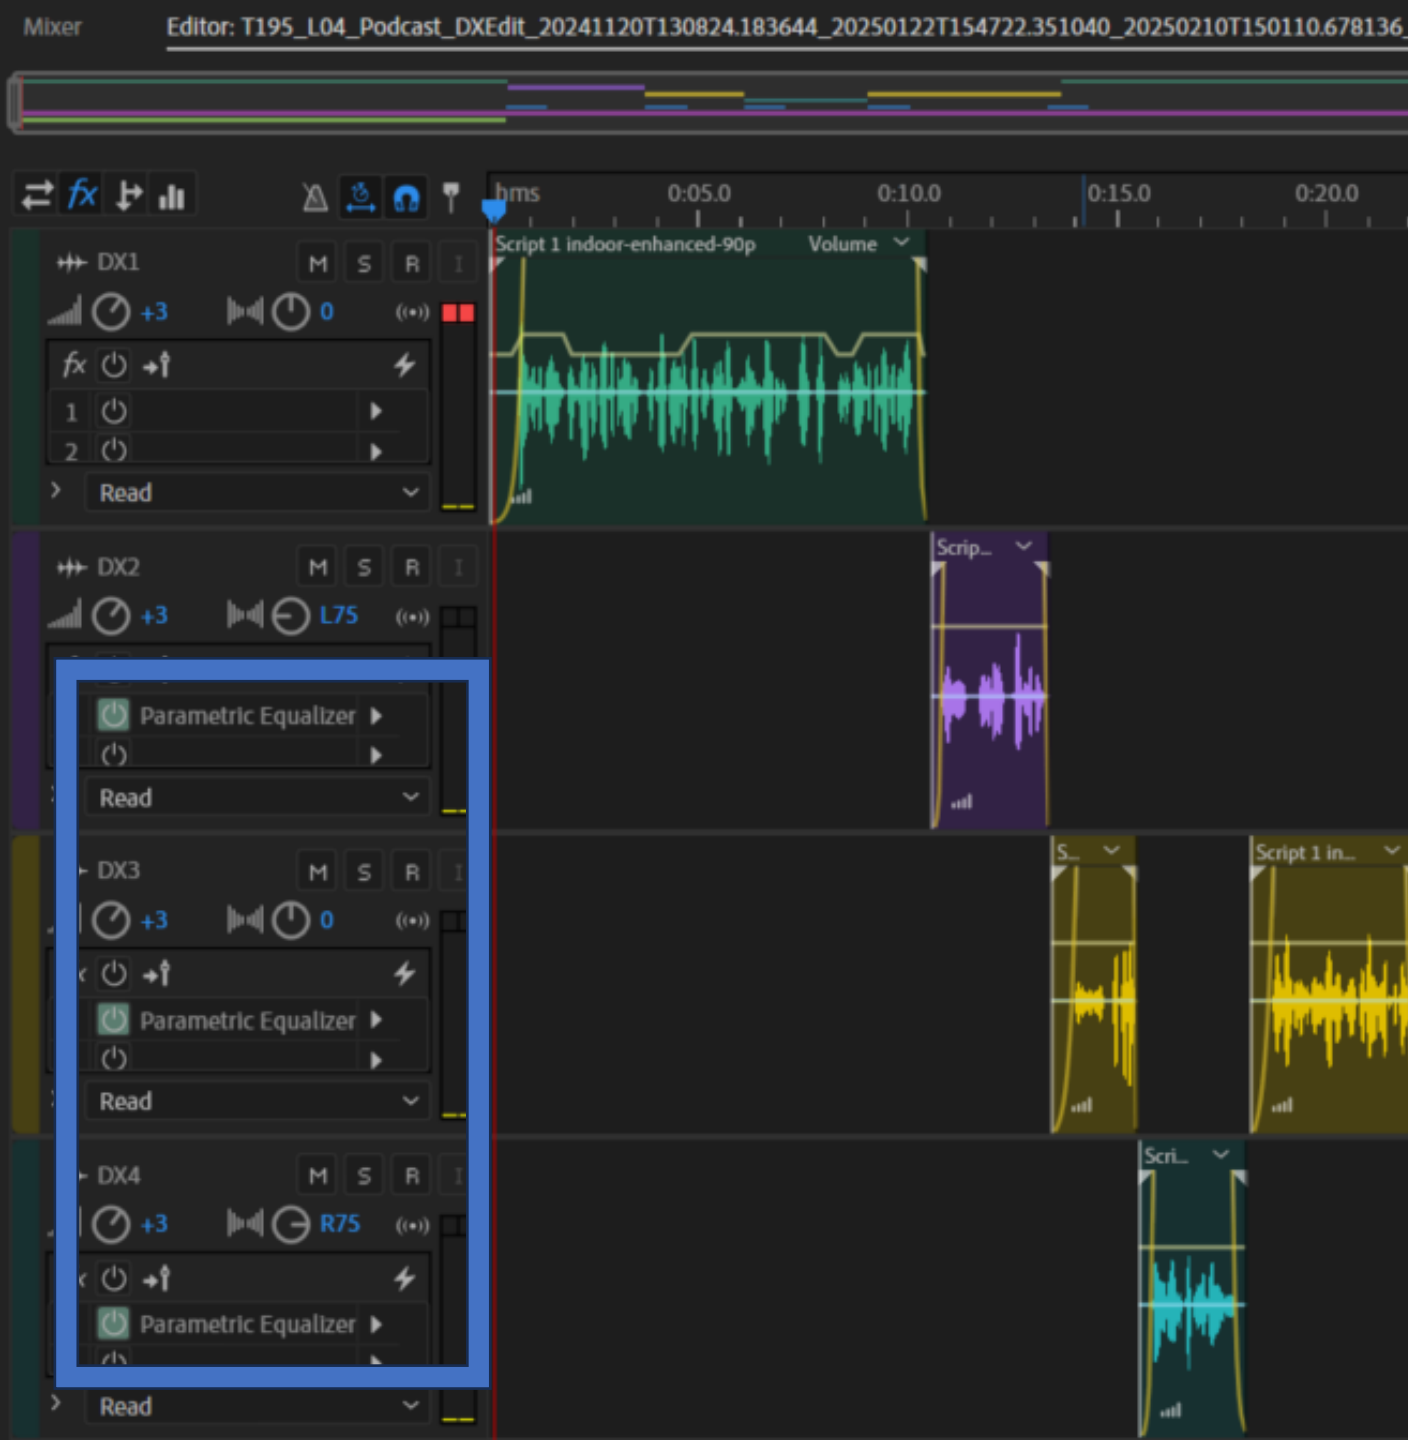 Mixer Editor: T195_L04_Podcast_DXEdit_20241120T130824.183644_20250122T154722.351040_20250210T150110.678136_
fx hms 0:05.0 0:10.0 0:15.0 0:20.0
DX1 M S R I
Script 1 indoor-enhanced-90p Volume
+3 0
fx
1
2
Read
DX2 M S R I
Scrip...
+3 L75
Parametric Equalizer
Read
DX3 M S R I
S...
Script 1 in...
+3 0
Parametric Equalizer
Read
DX4 M S R I
Scri...
+3 R75
Parametric Equalizer
Read